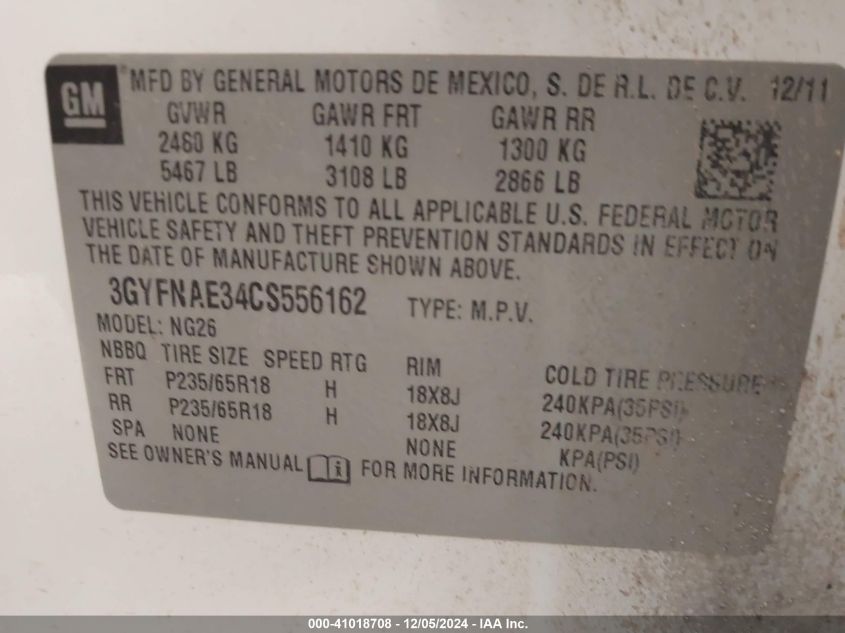 GM MFD BY GENERAL MOTORS DE MEXICO, S. DE R.L. DE C.V. 12/11
GVWR GAWR FRT GAWR RR
2480 KG 1410 KG 1300 KG
5467 LB 3108 LB 2866 LB
THIS VEHICLE CONFORMS TO ALL APPLICABLE U.S. FEDERAL MOTOR
VEHICLE SAFETY AND THEFT PREVENTION STANDARDS IN EFFECT ON
THE DATE OF MANUFACTURE SHOWN ABOVE.
3GYFNAE34CS556162 TYPE: M.P.V.
MODEL: NG26
NBBQ TIRE SIZE SPEED RTG RIM COLD TIRE PRESSURE
FRT P235/65R18 H 18X8J 240KPA(35PSI)
RR P235/65R18 H 18X8J 240KPA(35PSI)
SPA NONE NONE KPA(PSI)
SEE OWNER'S MANUAL FOR MORE INFORMATION.
000-41018708 - 12/05/2024 - IAA Inc.